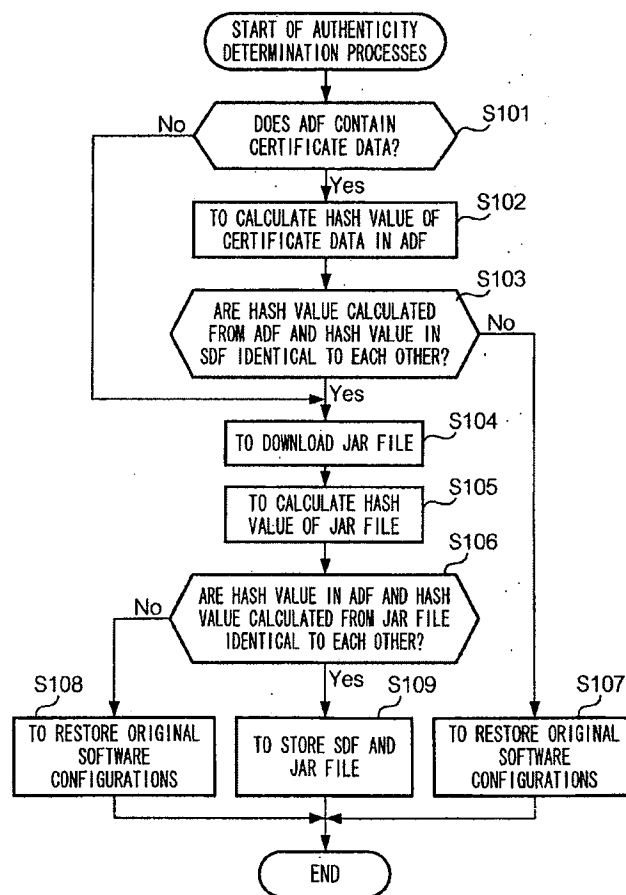 START OF AUTHENTICITY
DETERMINATION PROCESSES
S101
No
DOES ADF CONTAIN
CERTIFICATE DATA?
Yes
S102
TO CALCULATE HASH VALUE OF
CERTIFICATE DATA IN ADF
S103
ARE HASH VALUE CALCULATED
FROM ADF AND HASH VALUE IN
SDF IDENTICAL TO EACH OTHER?
No
Yes
S104
TO DOWNLOAD JAR FILE
S105
TO CALCULATE HASH
VALUE OF JAR FILE
S106
ARE HASH VALUE IN ADF AND HASH
VALUE CALCULATED FROM JAR FILE
IDENTICAL TO EACH OTHER?
No
Yes
S108
S109
S107
TO RESTORE ORIGINAL
SOFTWARE
CONFIGURATIONS
TO STORE SDF AND
JAR FILE
TO RESTORE ORIGINAL
SOFTWARE
CONFIGURATIONS
END